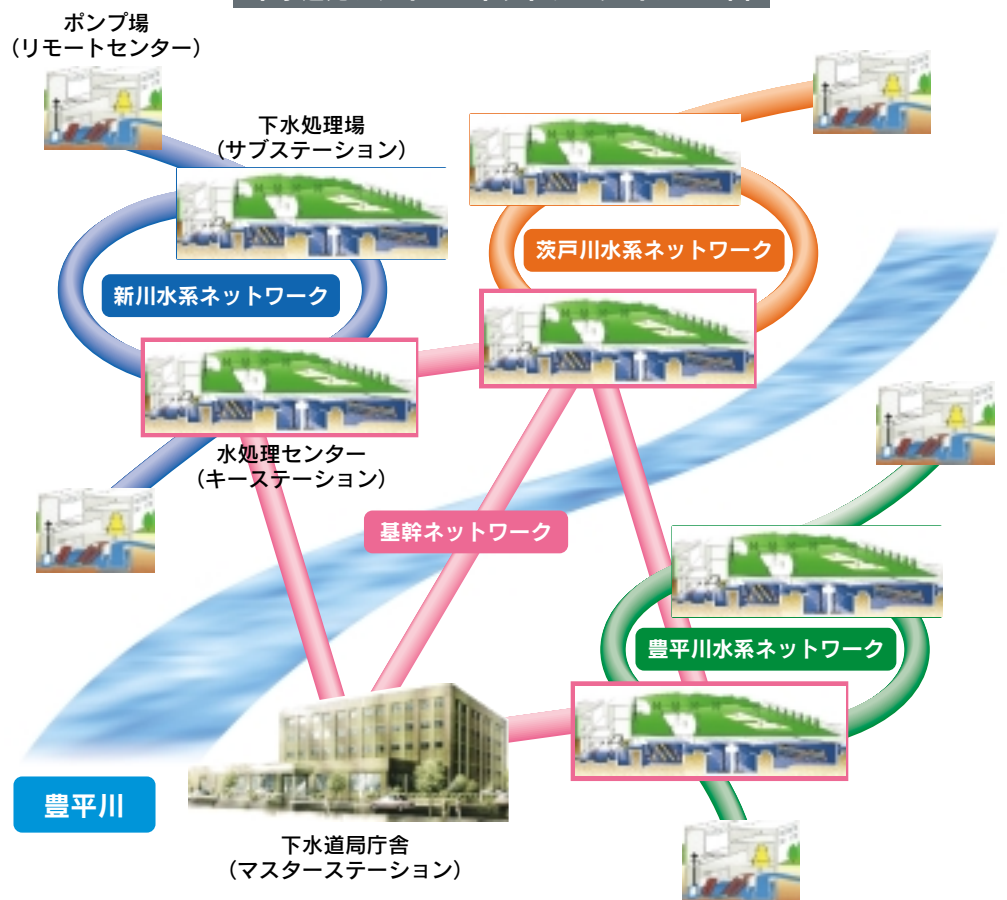 ポンプ場
（リモートセンター）
下水処理場
（サブステーション）
茨戸川水系ネットワーク
新川水系ネットワーク
水処理センター
（キーステーション）
基幹ネットワーク
豊平川水系ネットワーク
豊平川
下水道局庁舎
（マスターステーション）